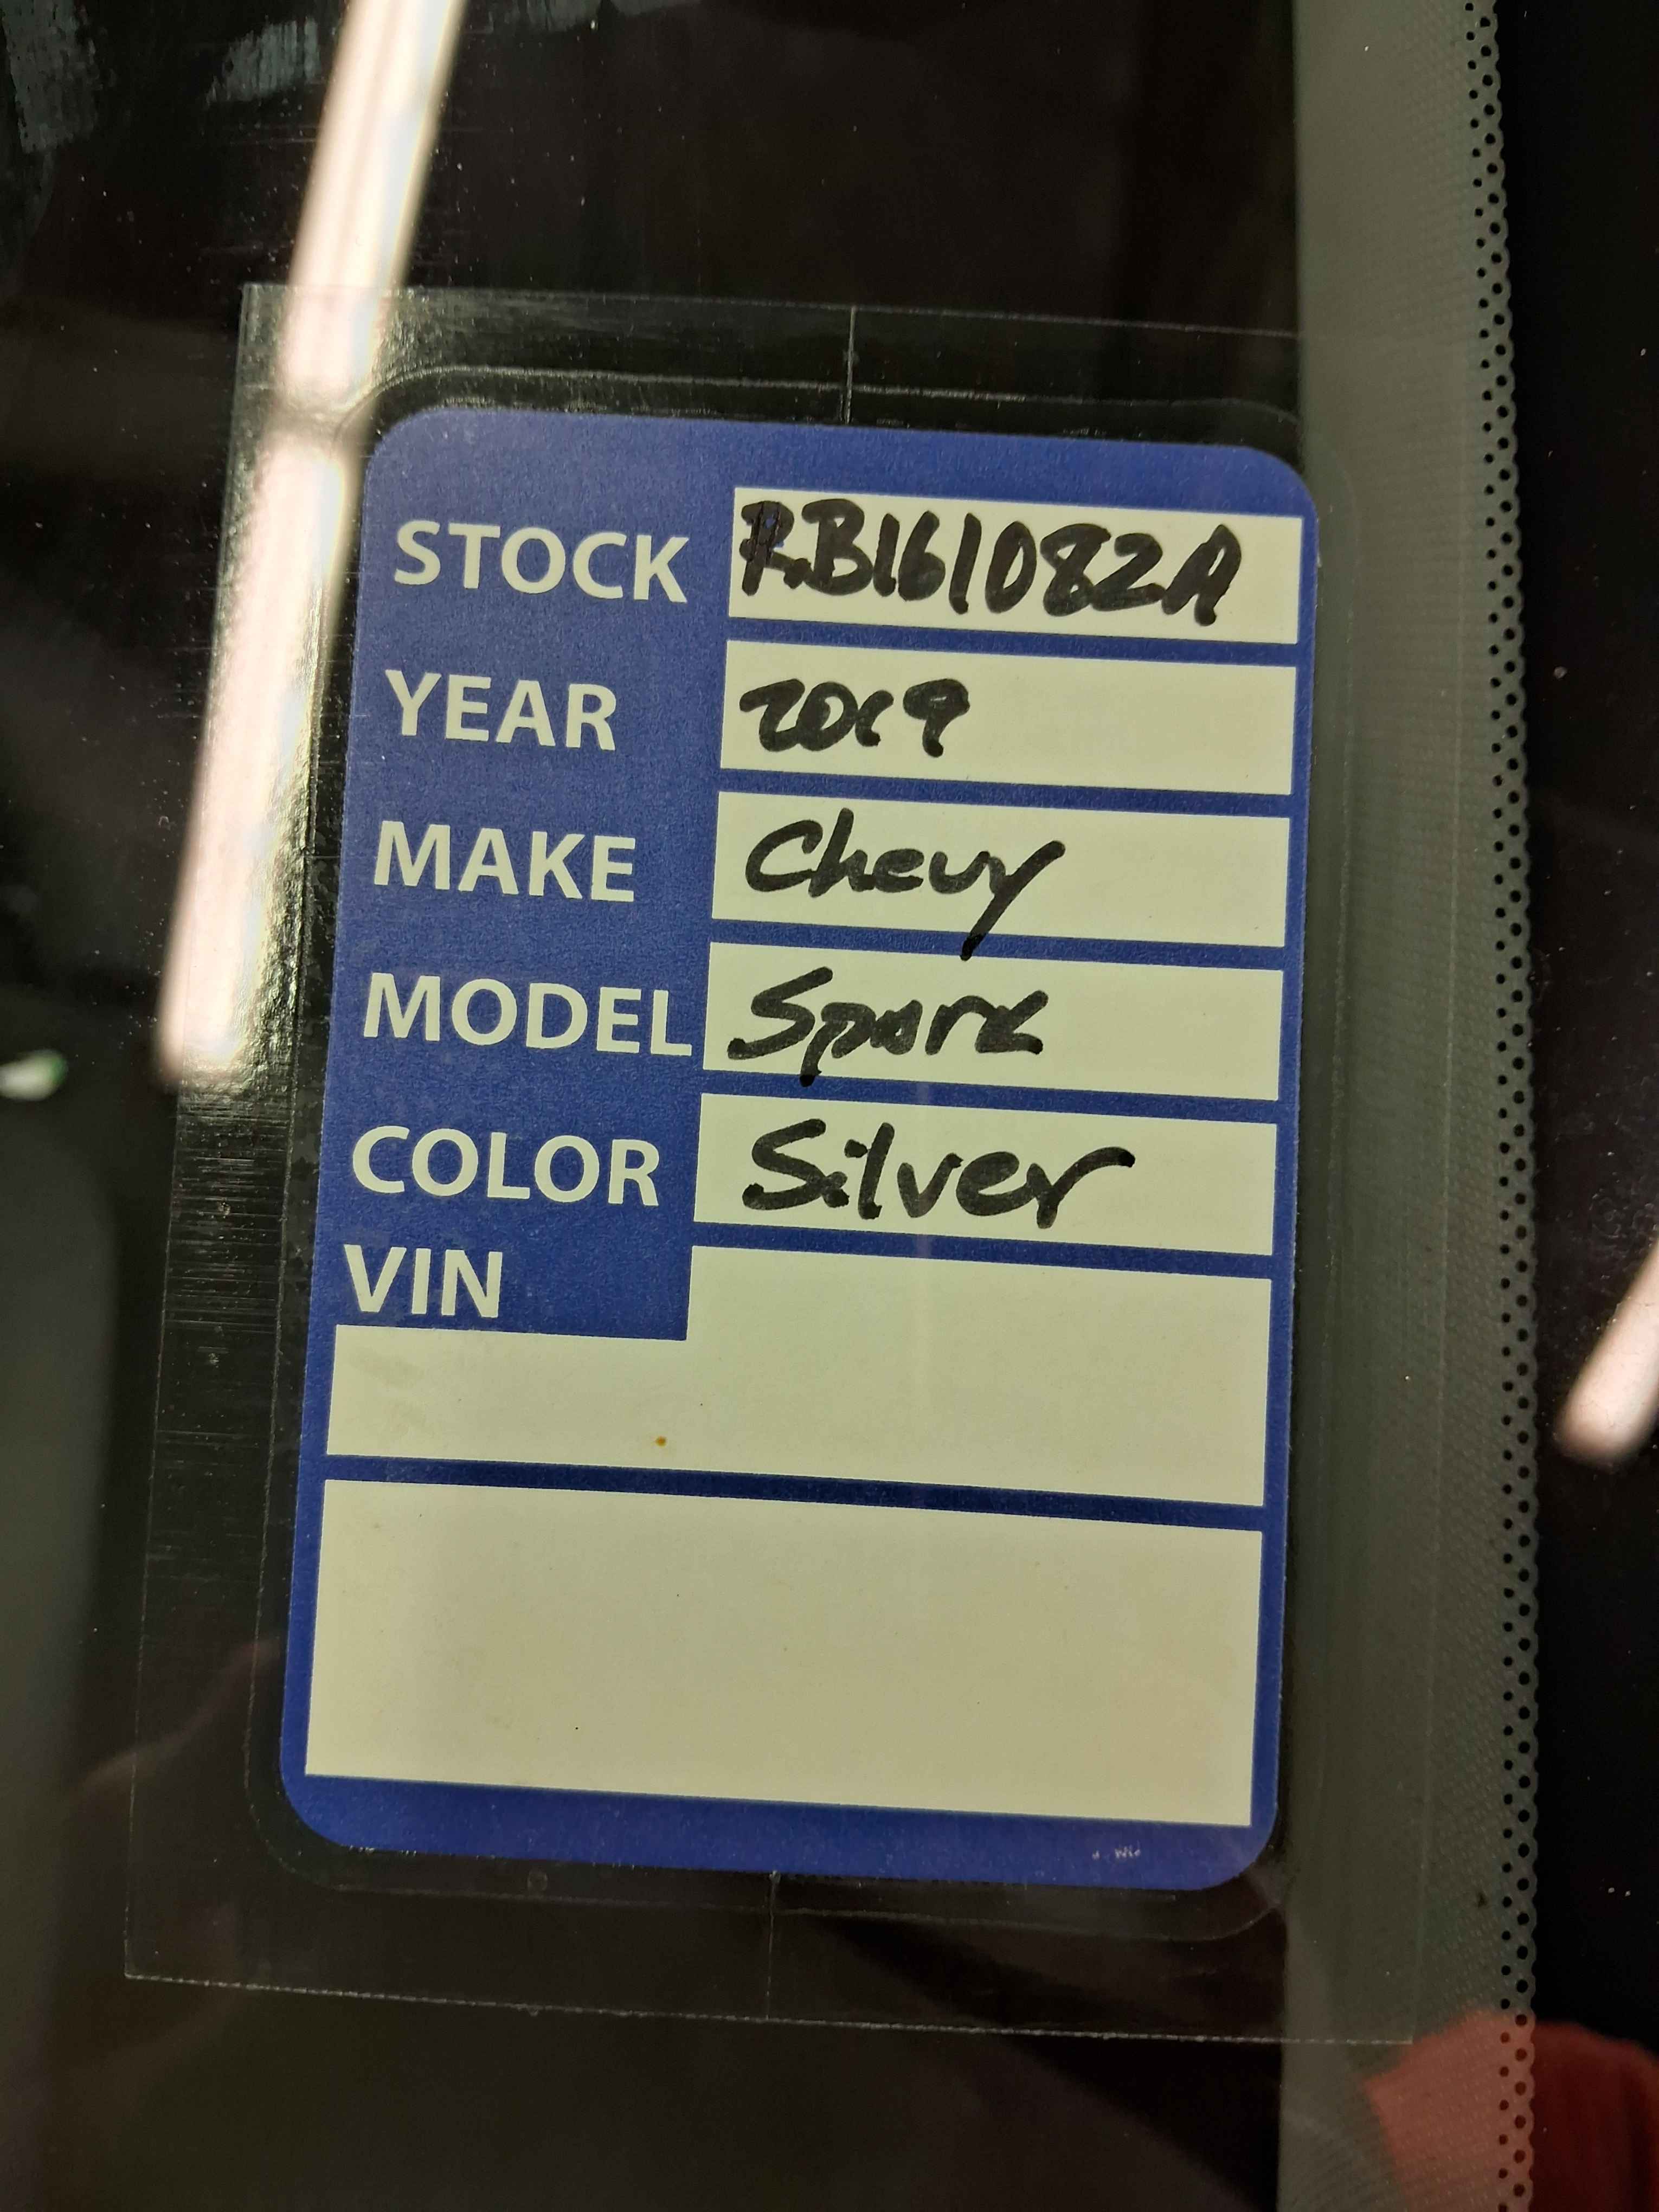 STOCK RB161082A
YEAR 2019
MAKE Chevy
MODEL Spark
COLOR Silver
VIN